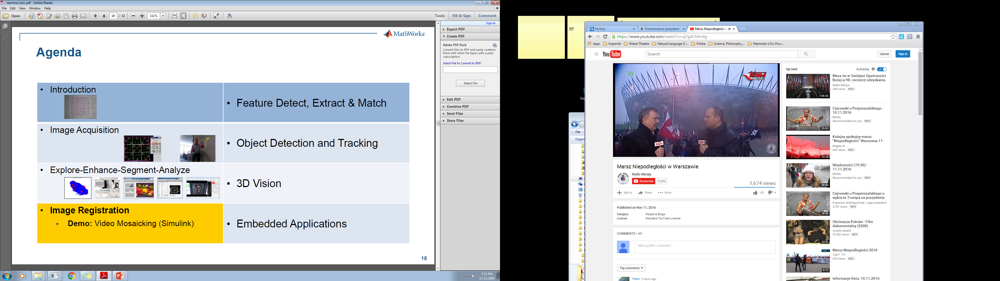 Jasmina Lazic.pdf - Adobe Reader
File Edit View Window Help
Open 18 / 42 111% Tools Fill & Sign Comment
Sign In
MathWorks
Agenda
• Introduction
• Feature Detect, Extract & Match
• Image Acquisition
• Object Detection and Tracking
• Explore-Enhance-Segment-Analyze
• 3D Vision
• Image Registration
Demo: Video Mosaicking (Simulink)
• Embedded Applications
18
Export PDF
Create PDF
Adobe PDF Pack
Convert files to PDF and easily combine
them with other file types with a paid
subscription.
Select File to Convert to PDF:
Select File
Edit PDF
Combine PDF
Send Files
Store Files
7:13 PM
11/11/2016
gg
File
Organi
MyWay
Przemówienie prezydenta
Marsz Niepodległości
https://www.youtube.com/watch?v=sj7g4CMre9g
Apps Kopernik Robot Theatre Natural Language O... Polska Science, Philosophy,... Memristor LOw Pow...
YouTube
Search
Upload
Sign in
TRWAM
na żywo
Marsz Niepodległości w Warszawie
Radio Maryja
Subscribe 12,206
1,674 views
Add to Share More
182 4
Published on Nov 11, 2016
Category People & Blogs
License Standard YouTube License
COMMENTS • 49
Add a public comment...
Top comments
Yann 3 hours ago
Up next
Autoplay
Msza św w Świątyni Opatrzności
Bożej w 98. rocznicę odzyskania
Radio Maryja
298 views NEW
1:06:56
Cejrowski u Pośpieszalskiego -
10.11.2016
Media
Recommended for you NEW
55:03
Kolejny spokojny marsz
"Niepodległości" Warszawa 11-
Magda W
642 views NEW
15:12
Wiadomości (19:30) -
11.11.2016
Media
Recommended for you NEW
30:04
Cejrowski u Pospieszalskiego o
wyborze Trumpa na prezydenta
Popieram Andrzeja Dudę i Jego prezydent
4,187 views NEW
39:38
Obcinacze Palców - Film
dokumentalny (2008)
voodoo people
57,550 views NEW
22:41
Marsz Niepodległości 2016
TAKT. TV
676 views NEW
8:13
Informacje Dnia: 10.11.2016